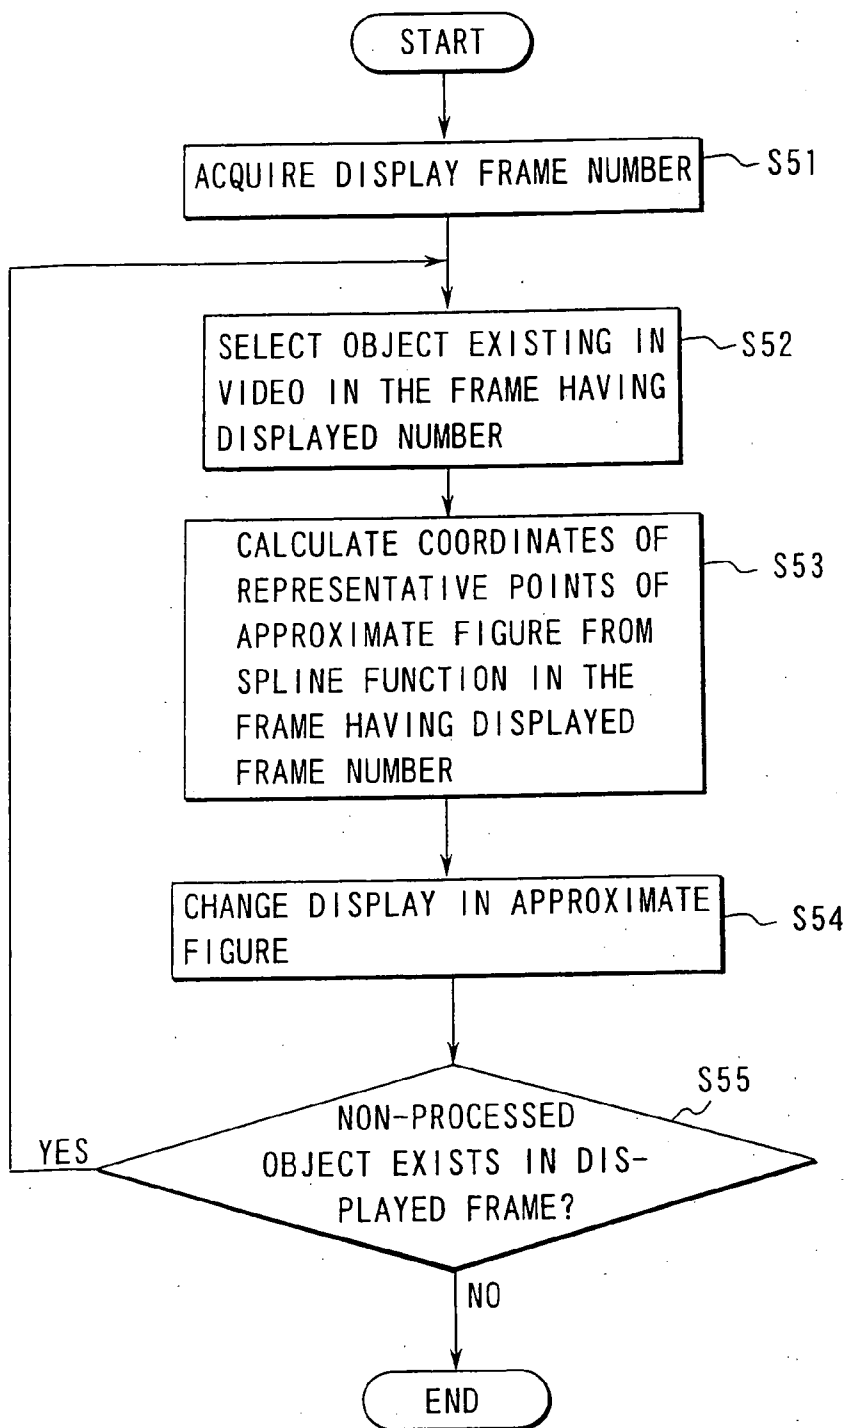 START
ACQUIRE DISPLAY FRAME NUMBER
S51
SELECT OBJECT EXISTING IN
VIDEO IN THE FRAME HAVING
DISPLAYED NUMBER
S52
CALCULATE COORDINATES OF
REPRESENTATIVE POINTS OF
APPROXIMATE FIGURE FROM
SPLINE FUNCTION IN THE
FRAME HAVING DISPLAYED
FRAME NUMBER
S53
CHANGE DISPLAY IN APPROXIMATE
FIGURE
S54
S55
NON-PROCESSED
OBJECT EXISTS IN DIS-
PLAYED FRAME?
YES
NO
END